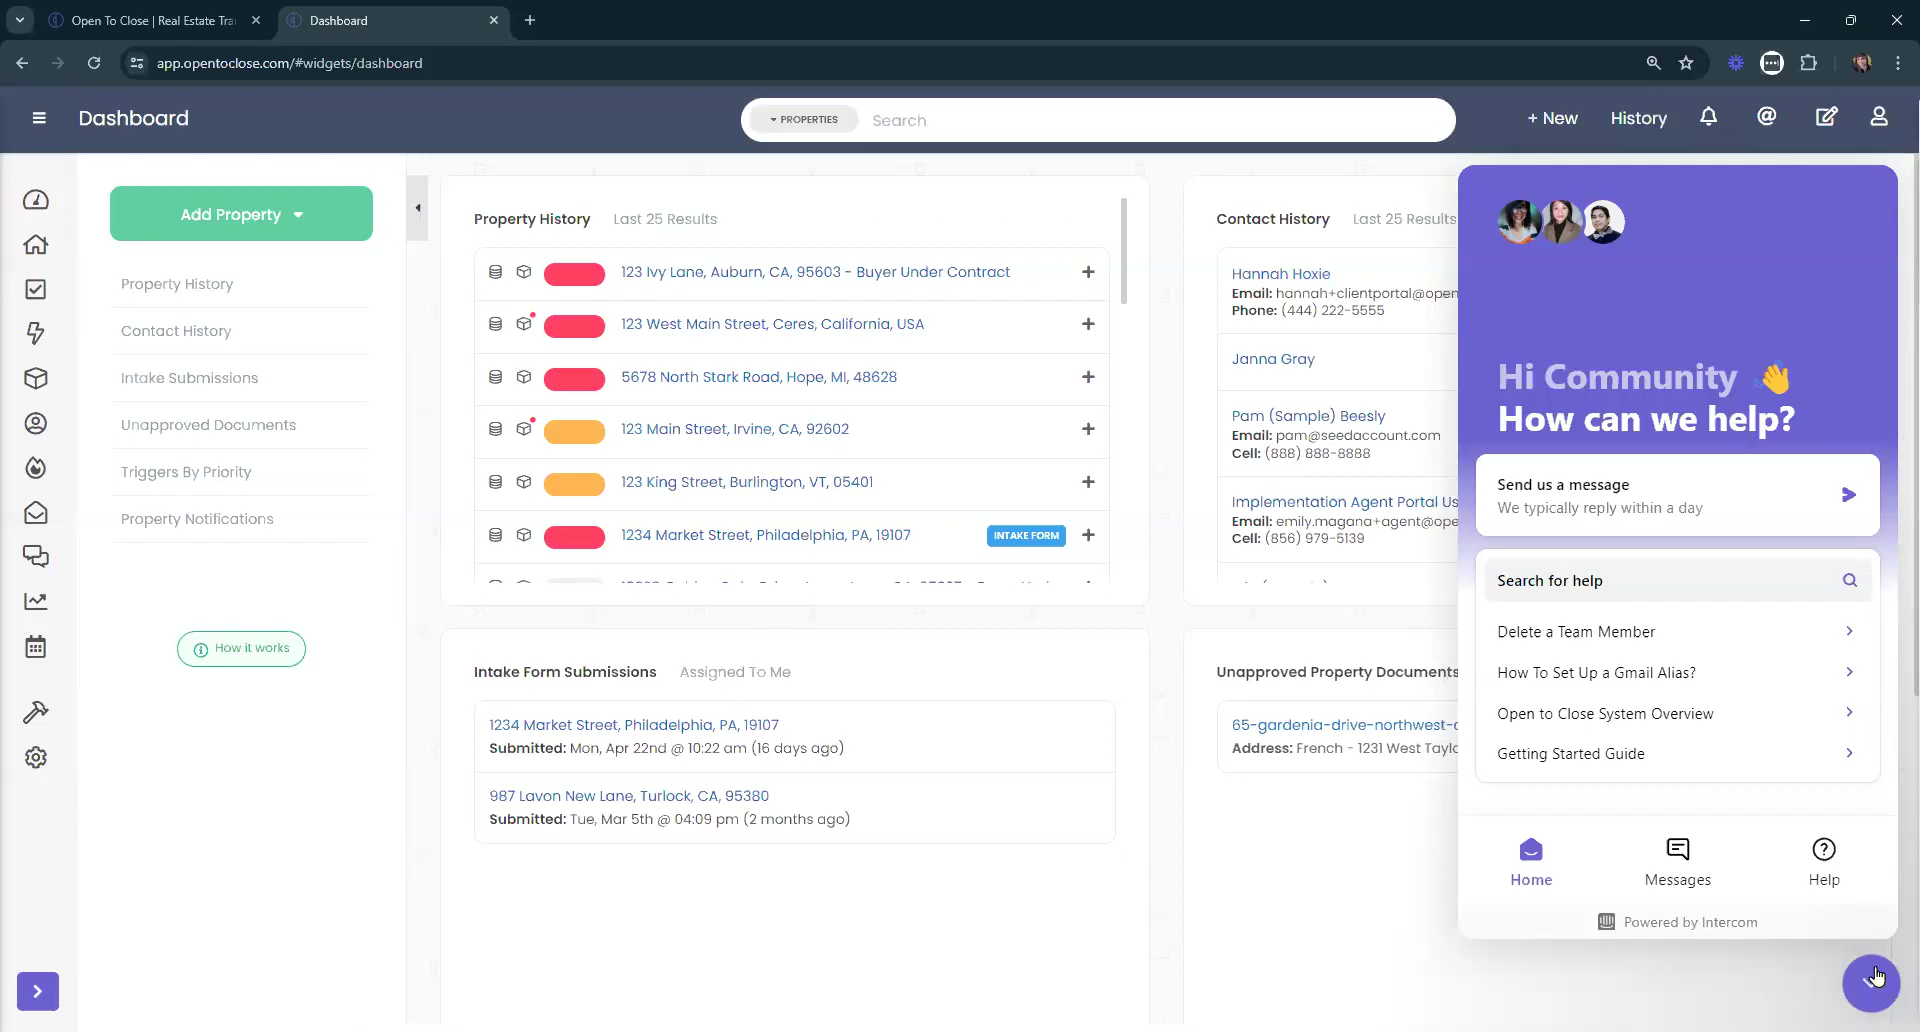 Open To Close | Real Estate Tra
Dashboard
app.opentoclose.com/#widgets/dashboard
Dashboard
PROPERTIES
Search
+ New
History
Add Property
Property History
Contact History
Intake Submissions
Unapproved Documents
Triggers By Priority
Property Notifications
How it works
Property History Last 25 Results
123 Ivy Lane, Auburn, CA, 95603 - Buyer Under Contract
123 West Main Street, Ceres, California, USA
5678 North Stark Road, Hope, MI, 48628
123 Main Street, Irvine, CA, 92602
123 King Street, Burlington, VT, 05401
1234 Market Street, Philadelphia, PA, 19107
INTAKE FORM
Contact History Last 25 Results
Hannah Hoxie
Email: hannah+clientportal@open
Phone: (444) 222-5555
Janna Gray
Pam (Sample) Beesly
Email: pam@seedaccount.com
Cell: (888) 888-8888
Implementation Agent Portal Us
Email: emily.magana+agent@ope
Cell: (856) 979-5139
Intake Form Submissions Assigned To Me
1234 Market Street, Philadelphia, PA, 19107
Submitted: Mon, Apr 22nd @ 10:22 am (16 days ago)
987 Lavon New Lane, Turlock, CA, 95380
Submitted: Tue, Mar 5th @ 04:09 pm (2 months ago)
Unapproved Property Documents
65-gardenia-drive-northwest-c
Address: French - 1231 West Taylo
Hi Community 👋
How can we help?
Send us a message
We typically reply within a day
Search for help
Delete a Team Member
How To Set Up a Gmail Alias?
Open to Close System Overview
Getting Started Guide
Home
Messages
Help
Powered by Intercom